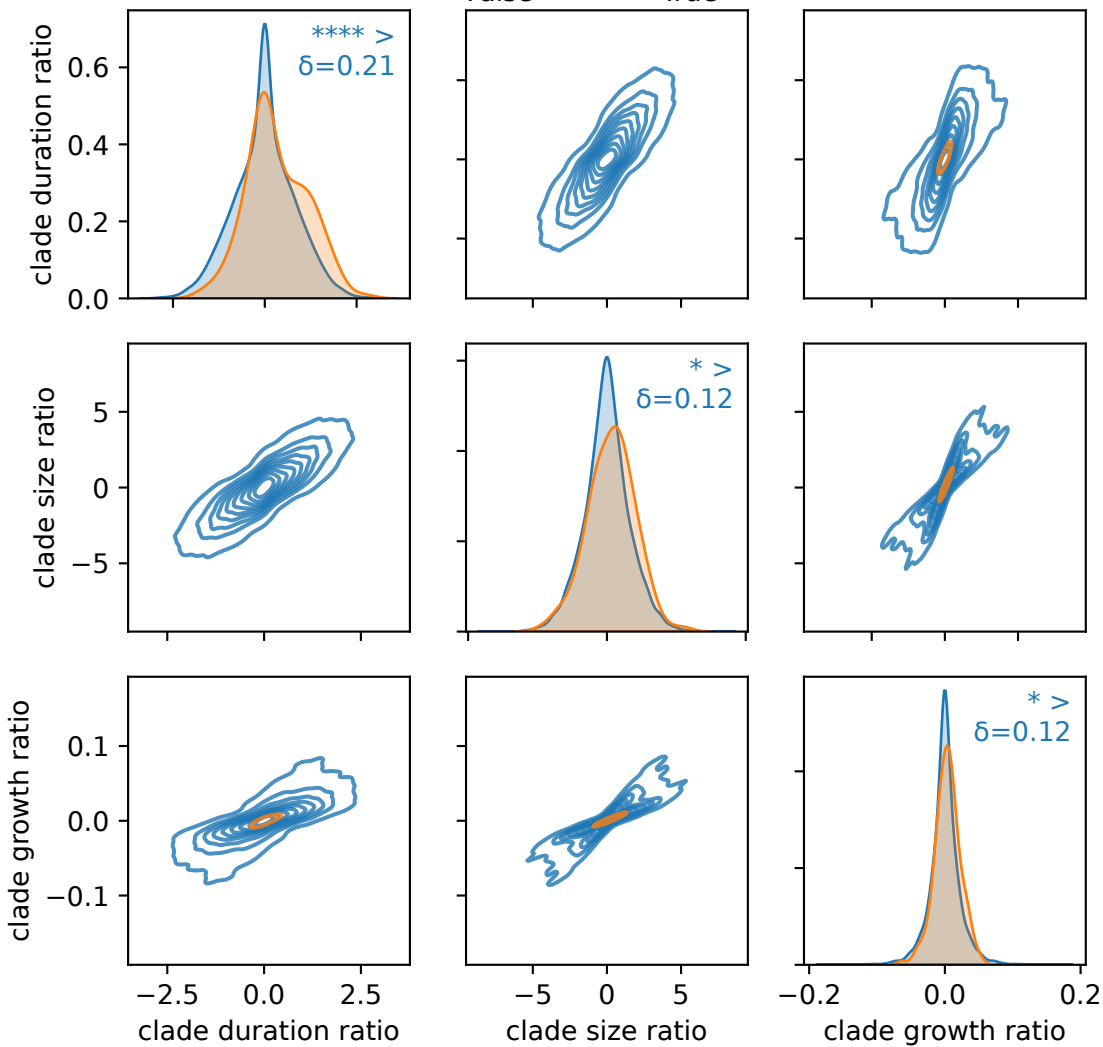 **** >
δ=0.21
clade duration ratio
0.6
0.4
0.2
0.0
* >
δ=0.12
clade size ratio
5
0
−5
* >
δ=0.12
clade growth ratio
0.1
0.0
−0.1
−2.5 0.0 2.5
−5 0 5
−0.2 0.0 0.2
clade duration ratio
clade size ratio
clade growth ratio